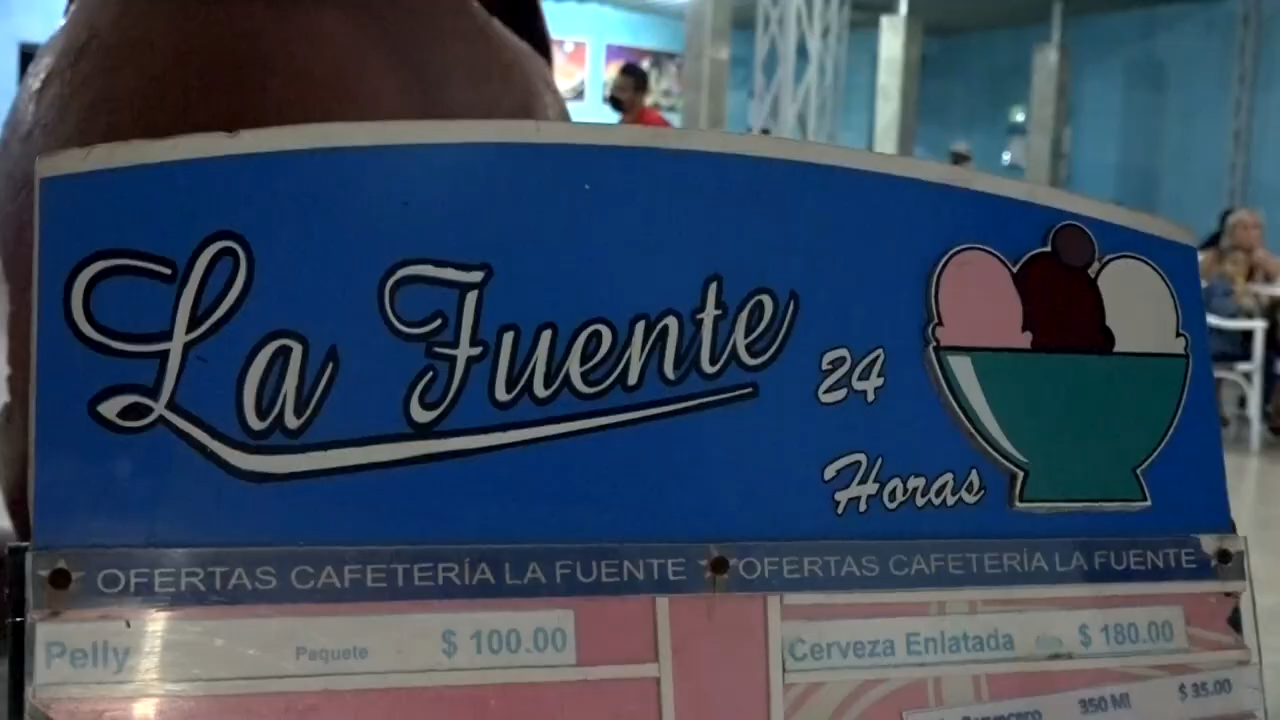 La Fuente
24
Horas
OFERTAS CAFETERÍA LA FUENTE
OFERTAS CAFETERÍA LA FUENTE
Pelly Paquete $ 100.00
Cerveza Enlatada $ 180.00
350 Ml $ 35.00